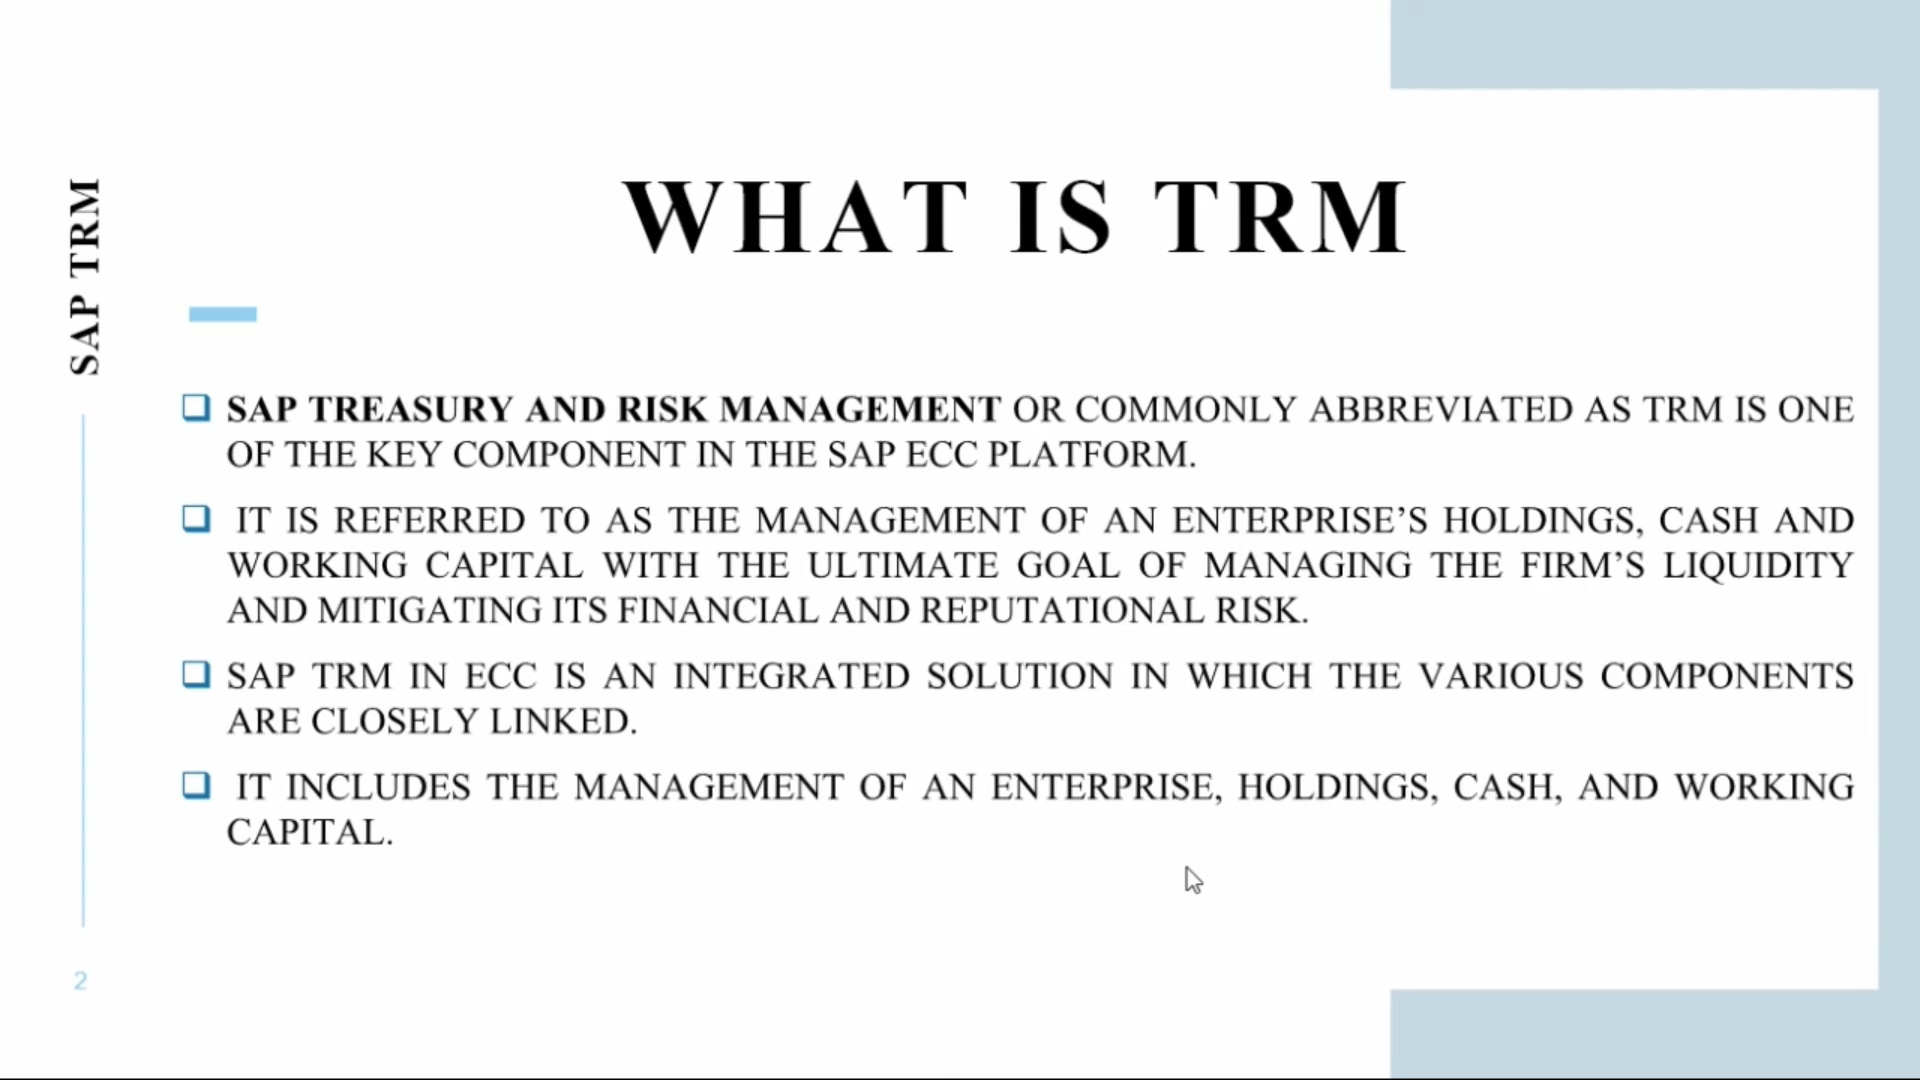 SAP TRM
WHAT IS TRM
SAP TREASURY AND RISK MANAGEMENT OR COMMONLY ABBREVIATED AS TRM IS ONE
OF THE KEY COMPONENT IN THE SAP ECC PLATFORM.
IT IS REFERRED TO AS THE MANAGEMENT OF AN ENTERPRISE’S HOLDINGS, CASH AND
WORKING CAPITAL WITH THE ULTIMATE GOAL OF MANAGING THE FIRM’S LIQUIDITY
AND MITIGATING ITS FINANCIAL AND REPUTATIONAL RISK.
SAP TRM IN ECC IS AN INTEGRATED SOLUTION IN WHICH THE VARIOUS COMPONENTS
ARE CLOSELY LINKED.
IT INCLUDES THE MANAGEMENT OF AN ENTERPRISE, HOLDINGS, CASH, AND WORKING
CAPITAL.
2